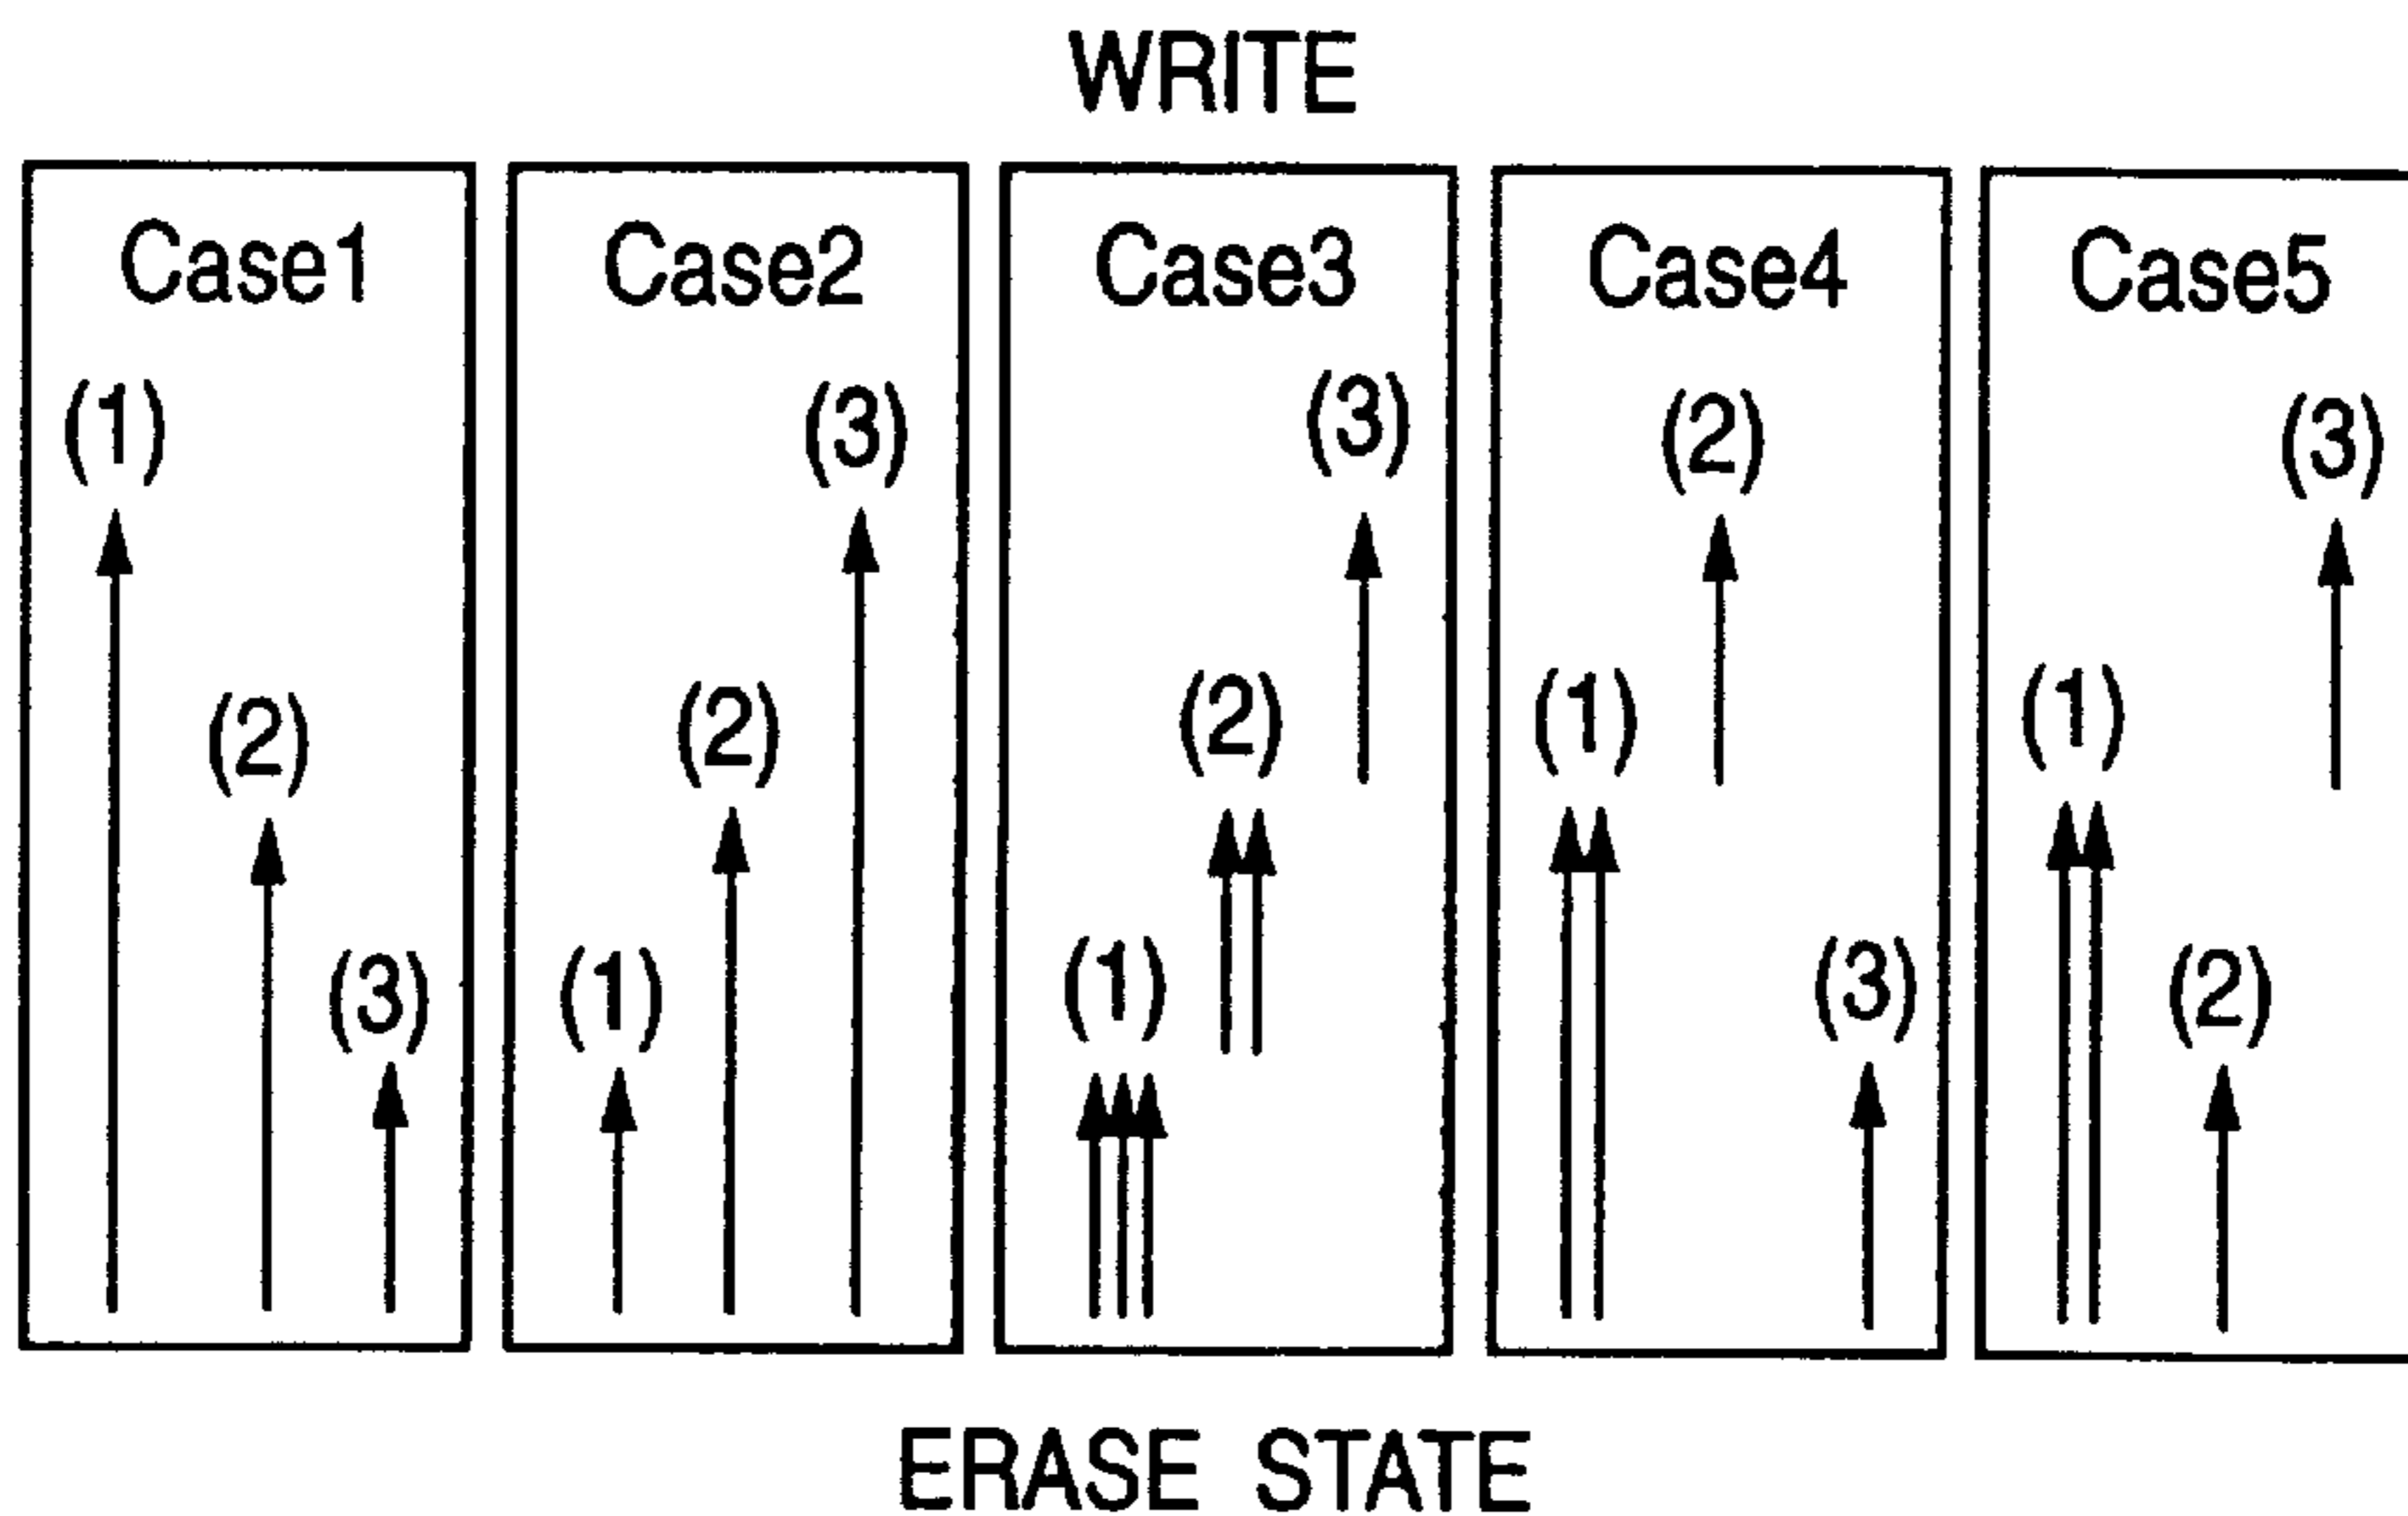 WRITE
Case1
(1)
(2)
(3)
Case2
(3)
(2)
(1)
Case3
(3)
(2)
(1)
Case4
(2)
(1)
(3)
Case5
(3)
(1)
(2)
ERASE STATE